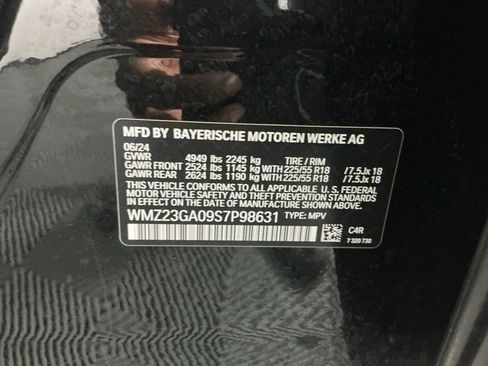 MFD BY BAYERISCHE MOTOREN WERKE AG
06/24
GVWR 4949 lbs 2245 kg TIRE / RIM
GAWR FRONT 2524 lbs 1145 kg WITH 225/55 R18 /7.5Jx 18
GAWR REAR 2624 lbs 1190 kg WITH 225/55 R18 /7.5Jx 18
THIS VEHICLE CONFORMS TO ALL APPLICABLE U.S. FEDERAL
MOTOR VEHICLE SAFETY AND THEFT PREVENTION STANDARDS
IN EFFECT ON THE DATE OF MANUFACTURE SHOWN ABOVE.
WMZ23GA09S7P98631 TYPE: MPV
C4R
7 320 730